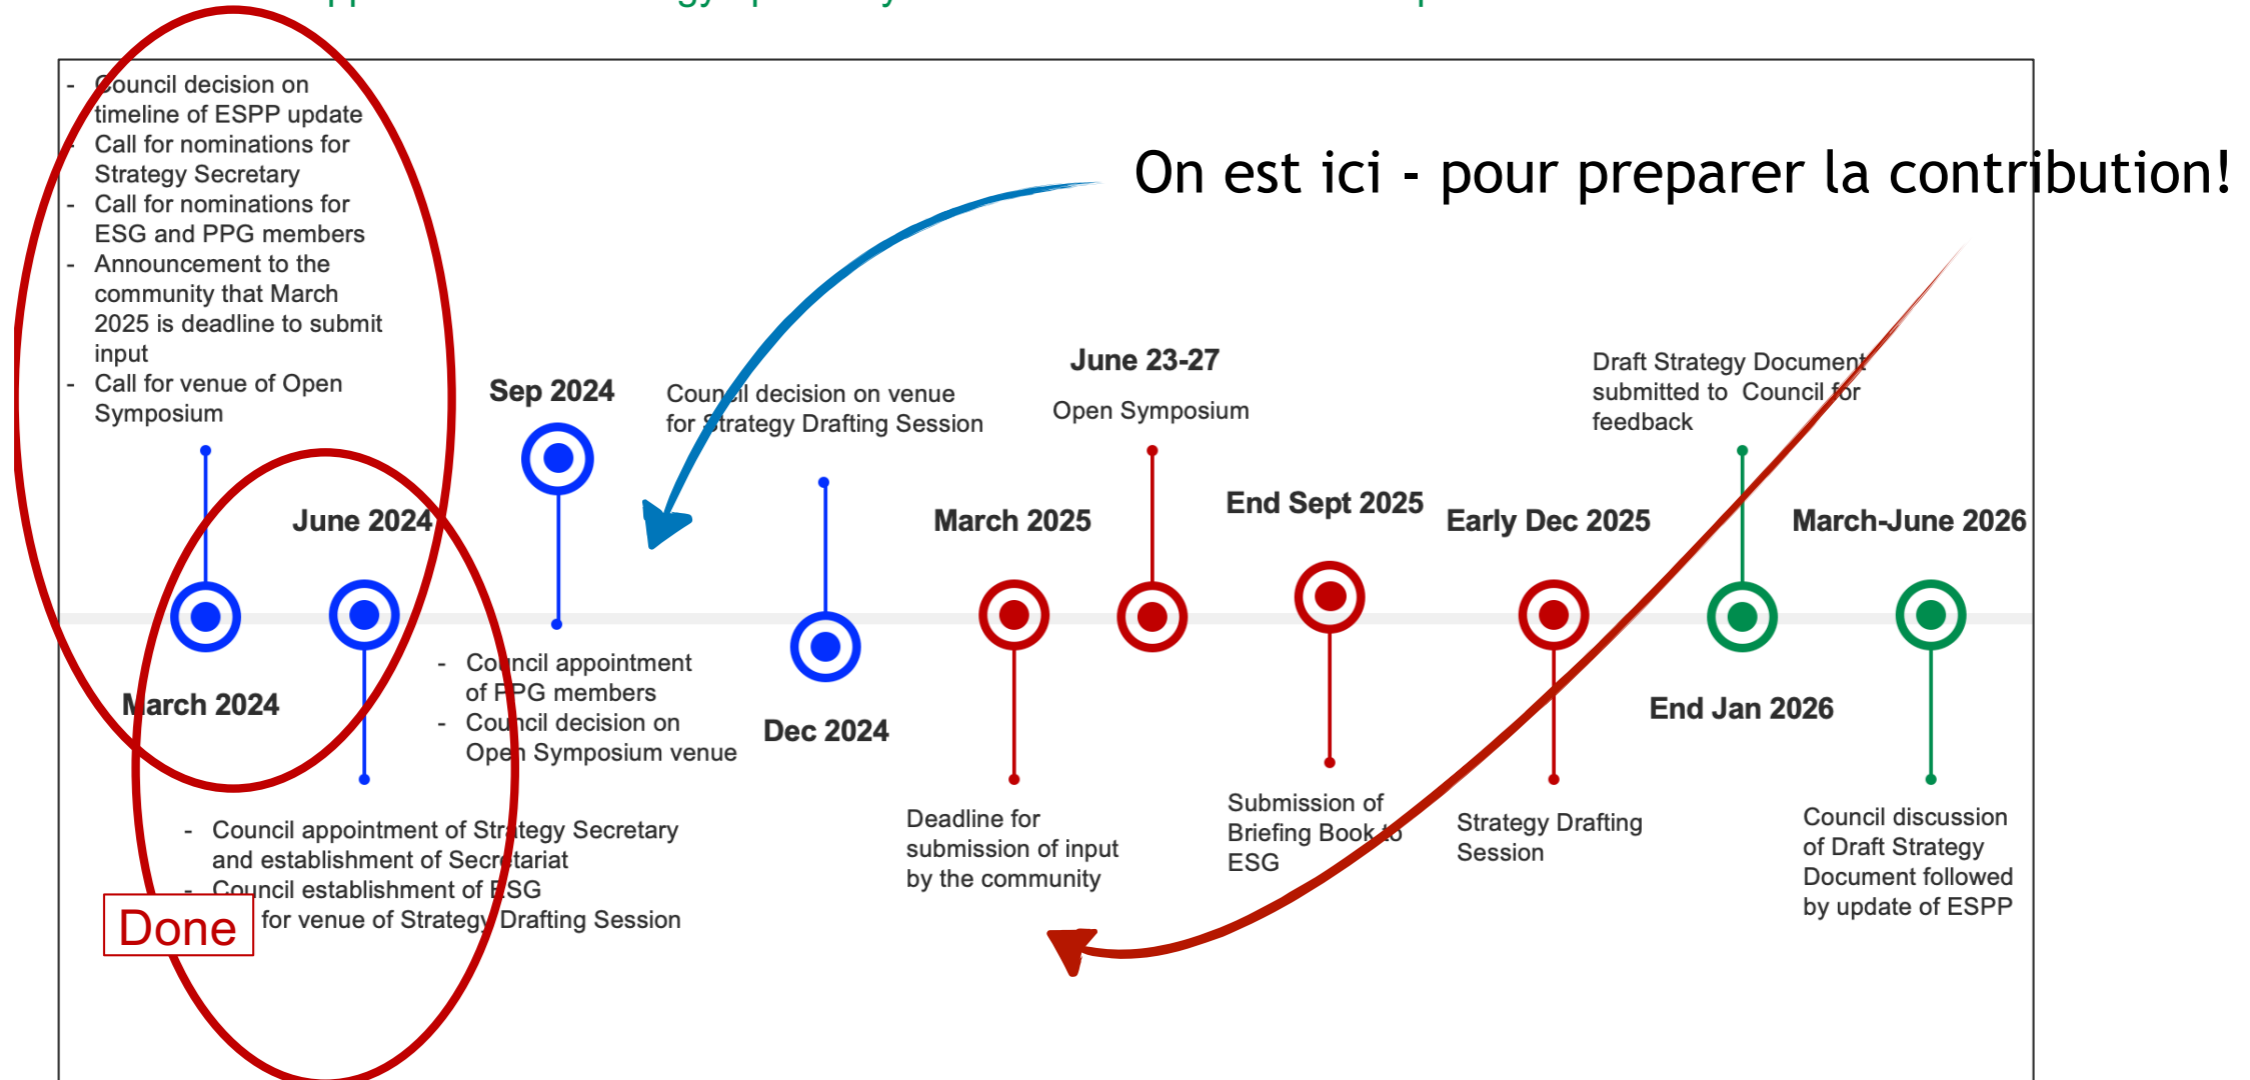 - Council decision on
timeline of ESPP update
Call for nominations for
Strategy Secretary
- Call for nominations for
ESG and PPG members
- Announcement to the
community that March
2025 is deadline to submit
input
- Call for venue of Open
Symposium
On est ici - pour preparer la contribution!
Sep 2024
Council decision on venue
for Strategy Drafting Session
June 23-27
Open Symposium
Draft Strategy Document
submitted to Council for
feedback
June 2024
March 2025
End Sept 2025
Early Dec 2025
March-June 2026
March 2024
- Council appointment
of PPG members
- Council decision on
Open Symposium venue
Dec 2024
End Jan 2026
- Council appointment of Strategy Secretary
and establishment of Secretariat
- Council establishment of ESG
for venue of Strategy Drafting Session
Done
Deadline for
submission of input
by the community
Submission of
Briefing Book to
ESG
Strategy Drafting
Session
Council discussion
of Draft Strategy
Document followed
by update of ESPP